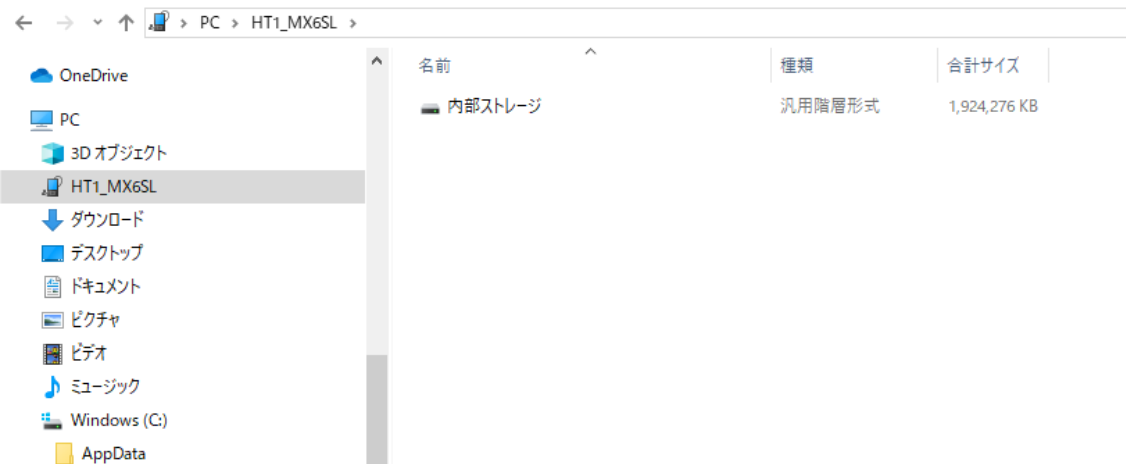 PC > HT1_MX6SL >
OneDrive
PC
3D オブジェクト
HT1_MX6SL
ダウンロード
デスクトップ
ドキュメント
ピクチャ
ビデオ
ミュージック
Windows (C:)
AppData
名前 種類 合計サイズ
内部ストレージ 汎用階層形式 1,924,276 KB